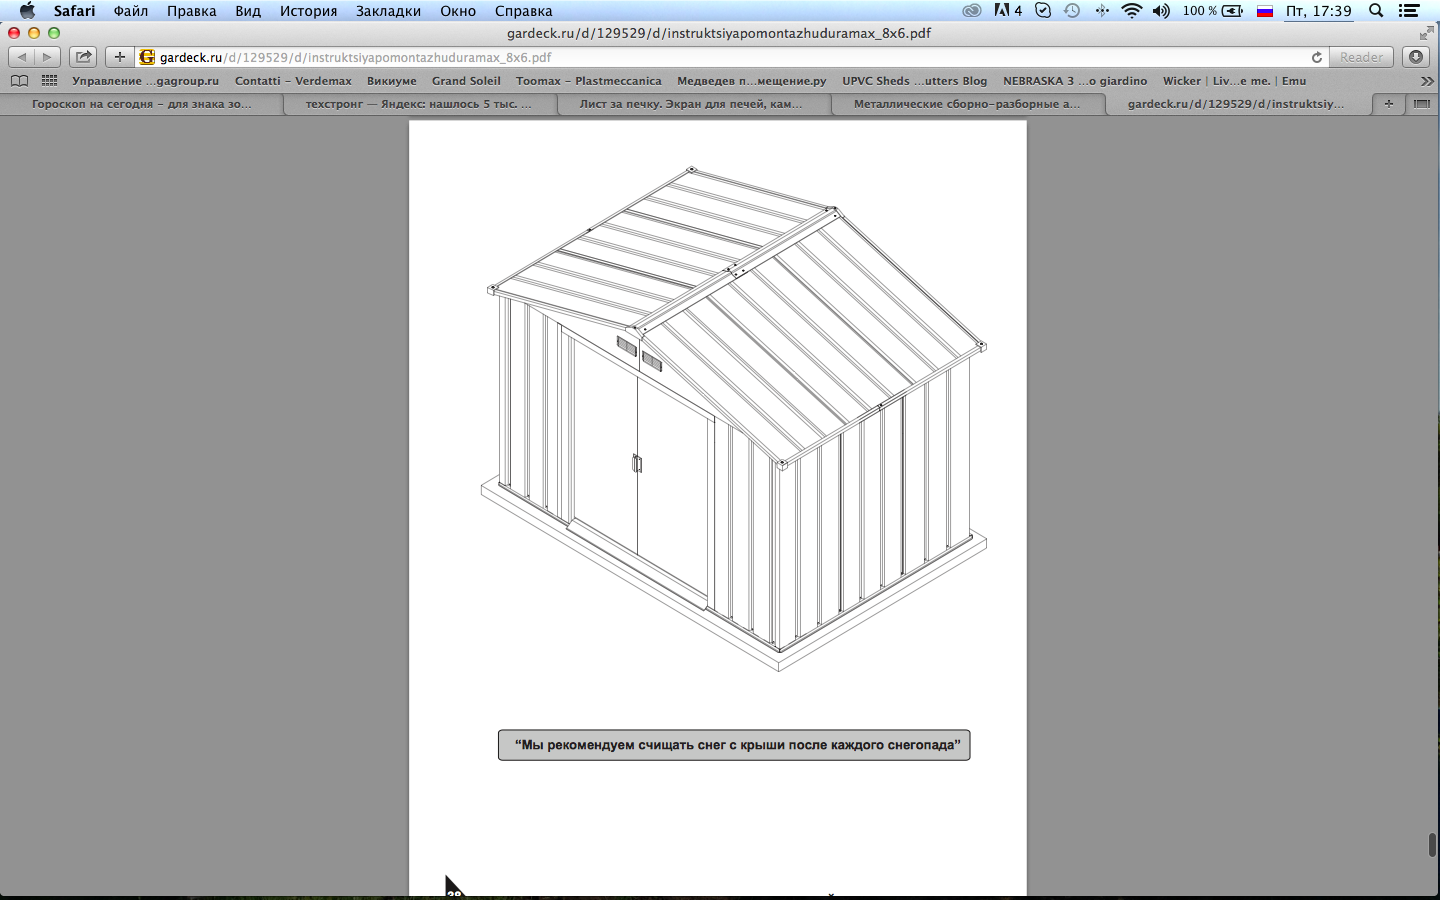 Safari Файл Правка Вид История Закладки Окно Справка 4 100 % Пт, 17:39
gardeck.ru/d/129529/d/instruktsiyapomontazhuduramax_8x6.pdf
gardeck.ru/d/129529/d/instruktsiyapomontazhuduramax_8x6.pdf Reader
Управление ...gagroup.ru Contatti – Verdemax Викиуме Grand Soleil Toomax – Plastmeccanica Медведев п...мещение.ру UPVC Sheds ...utters Blog NEBRASKA 3 ...o giardino Wicker | Liv...e me. | Emu
Гороскоп на сегодня – для знака зо... техстронг — Яндекс: нашлось 5 тыс. ... Лист за печку. Экран для печей, кам... Металлические сборно-разборные а... gardeck.ru/d/129529/d/instruktsiy...
“Мы рекомендуем счищать снег с крыши после каждого снегопада”